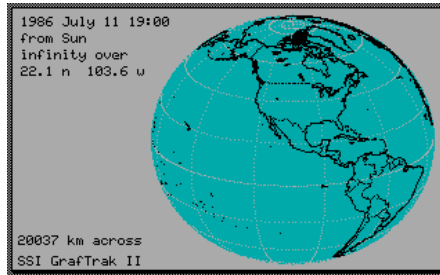 1986 July 11 19:00
from Sun
infinity over
22.1 n  103.6 w
20037 km across
SSI GrafTrak II